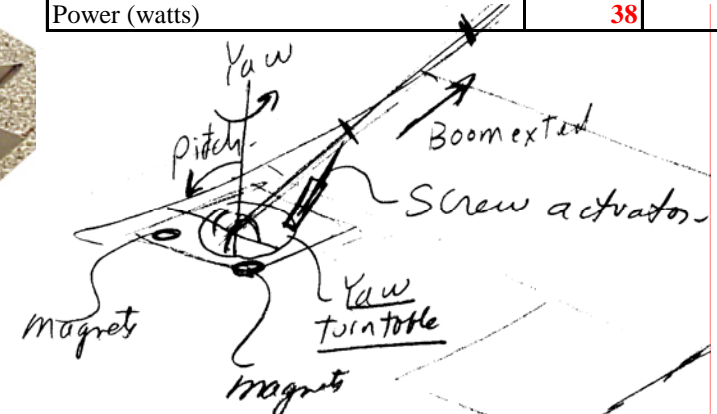 Power (watts) 38
Yaw
Pitch
Boom extend
Screw actuator
Yaw
turntable
magnets
magnets